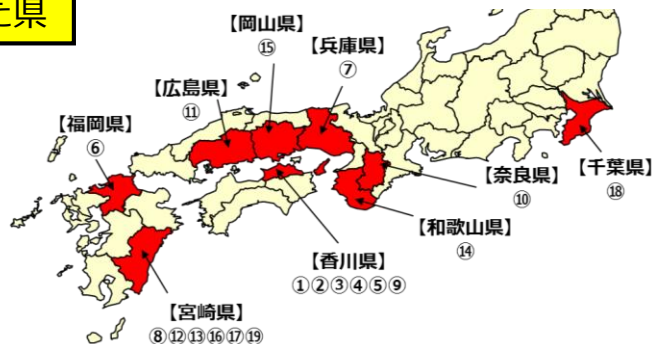 た県
【岡山県】
⑮
【兵庫県】
⑦
【広島県】
⑪
【福岡県】
⑥
【奈良県】
⑩
【千葉県】
⑱
【和歌山県】
⑭
【香川県】
①②③④⑤⑨
【宮崎県】
⑧⑫⑬⑯⑰⑲